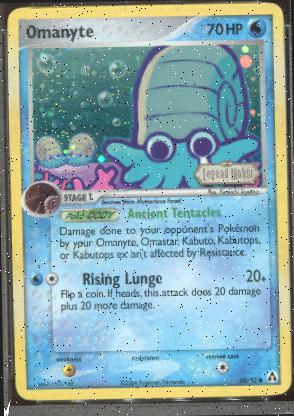 Omanyte
70 HP
Legend Maker
STAGE 1
Evolves from Mysterious Fossil
Poké-BODY Ancient Tentacles
Damage done to your opponent's Pokémon
by your Omanyte, Omastar, Kabuto, Kabutops,
or Kabutops ex isn't affected by Resistance.
Rising Lunge 20+
Flip a coin. If heads, this attack does 20 damage
plus 20 more damage.
weakness resistance retreat cost